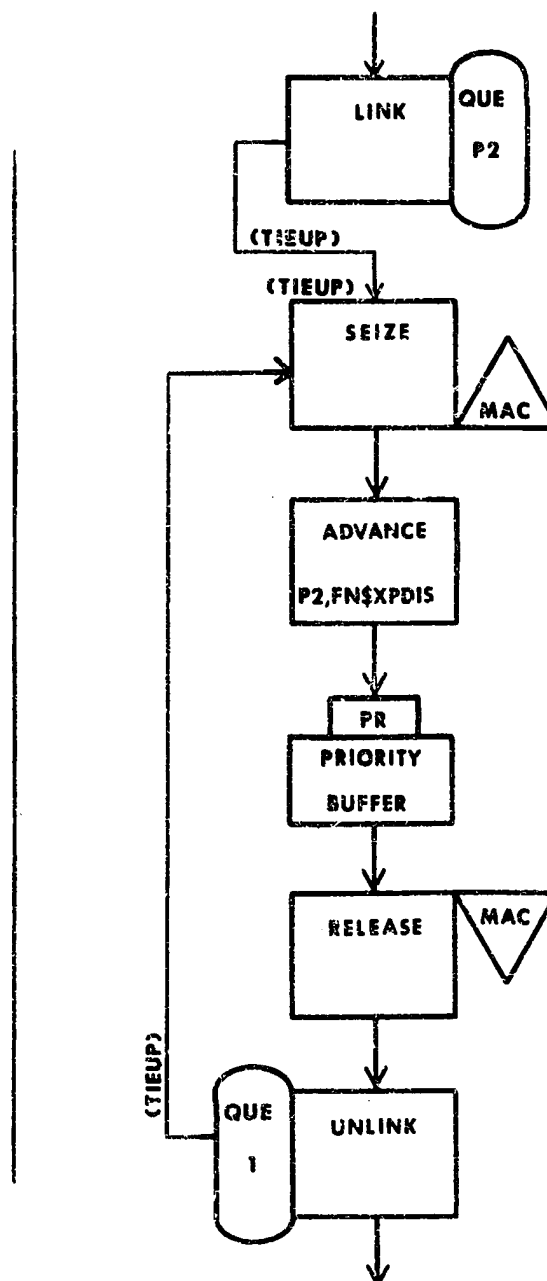 LINK
QUE
P2
(TIEUP)
(TIEUP)
SEIZE
MAC
ADVANCE
P2,FN$XPDIS
PR
PRIORITY
BUFFER
RELEASE
MAC
(TIEUP)
QUE
1
UNLINK